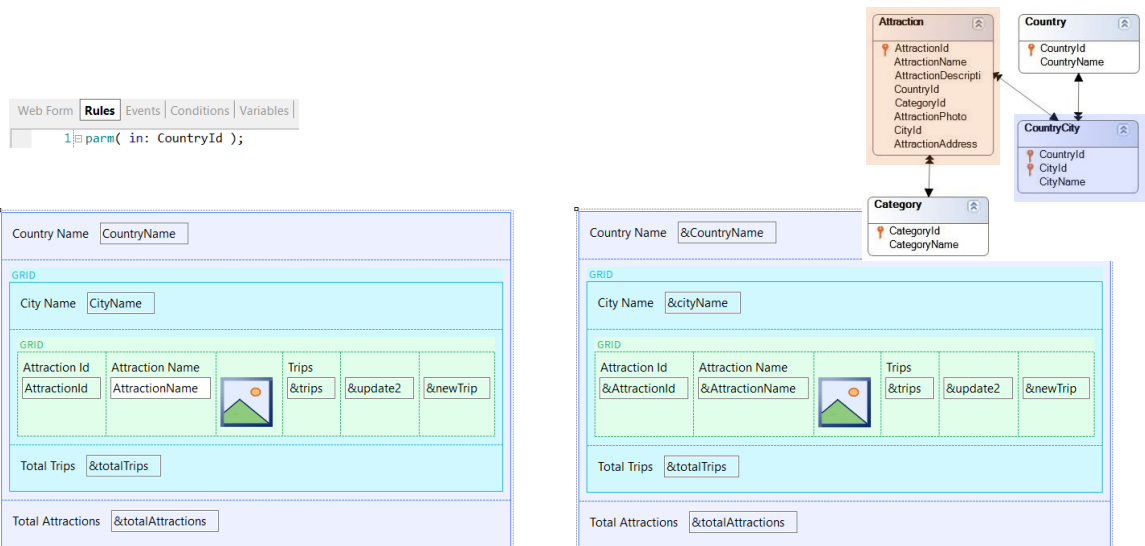 Attraction
AttractionId
AttractionName
AttractionDescripti
CountryId
CategoryId
AttractionPhoto
CityId
AttractionAddress
Country
CountryId
CountryName
CountryCity
CountryId
CityId
CityName
Category
CategoryId
CategoryName
Web Form Rules Events Conditions Variables
1 parm( in: CountryId );
Country Name CountryName
GRID
City Name CityName
GRID
Attraction Id Attraction Name Trips
AttractionId AttractionName &trips &update2 &newTrip
Total Trips &totalTrips
Total Attractions &totalAttractions
Country Name &CountryName
GRID
City Name &cityName
GRID
Attraction Id Attraction Name Trips
&AttractionId &AttractionName &trips &update2 &newTrip
Total Trips &totalTrips
Total Attractions &totalAttractions